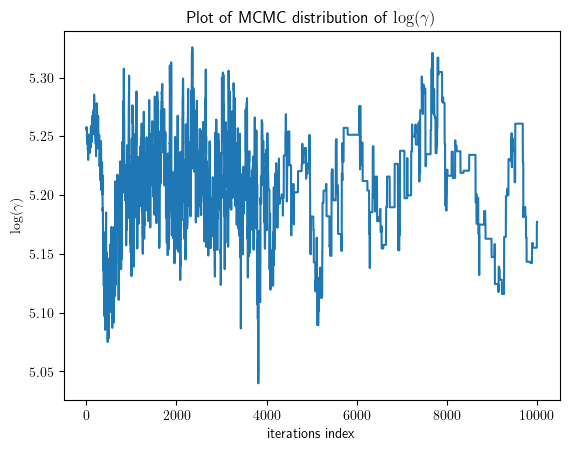 Plot of MCMC distribution of log(γ)
log(γ)
5.30
5.25
5.20
5.15
5.10
5.05
0 2000 4000 6000 8000 10000
iterations index